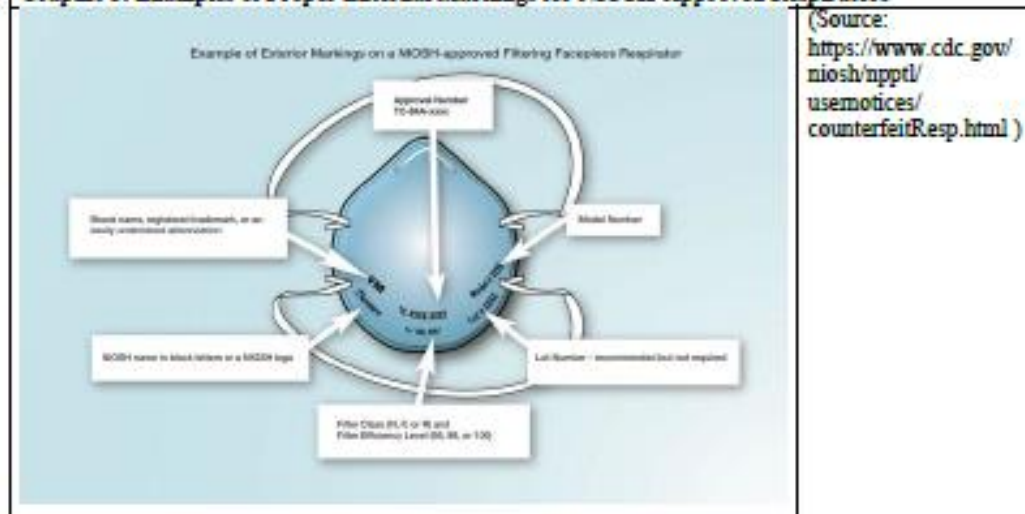 (Source:
https://www.cdc.gov/
niosh/npptl/
usernotices/
counterfeitResp.html )
Example of Exterior Markings on a NIOSH-approved Filtering Facepiece Respirator
Approval Number
TC-84A-xxxx
Brand name, registered trademark, or an
easily understood abbreviation
Model Number
NIOSH name in block letters or a NIOSH logo
Lot Number - recommended but not required
Filter Class (N, P, or R) and
Filter Efficiency Level (95, 99, or 100)